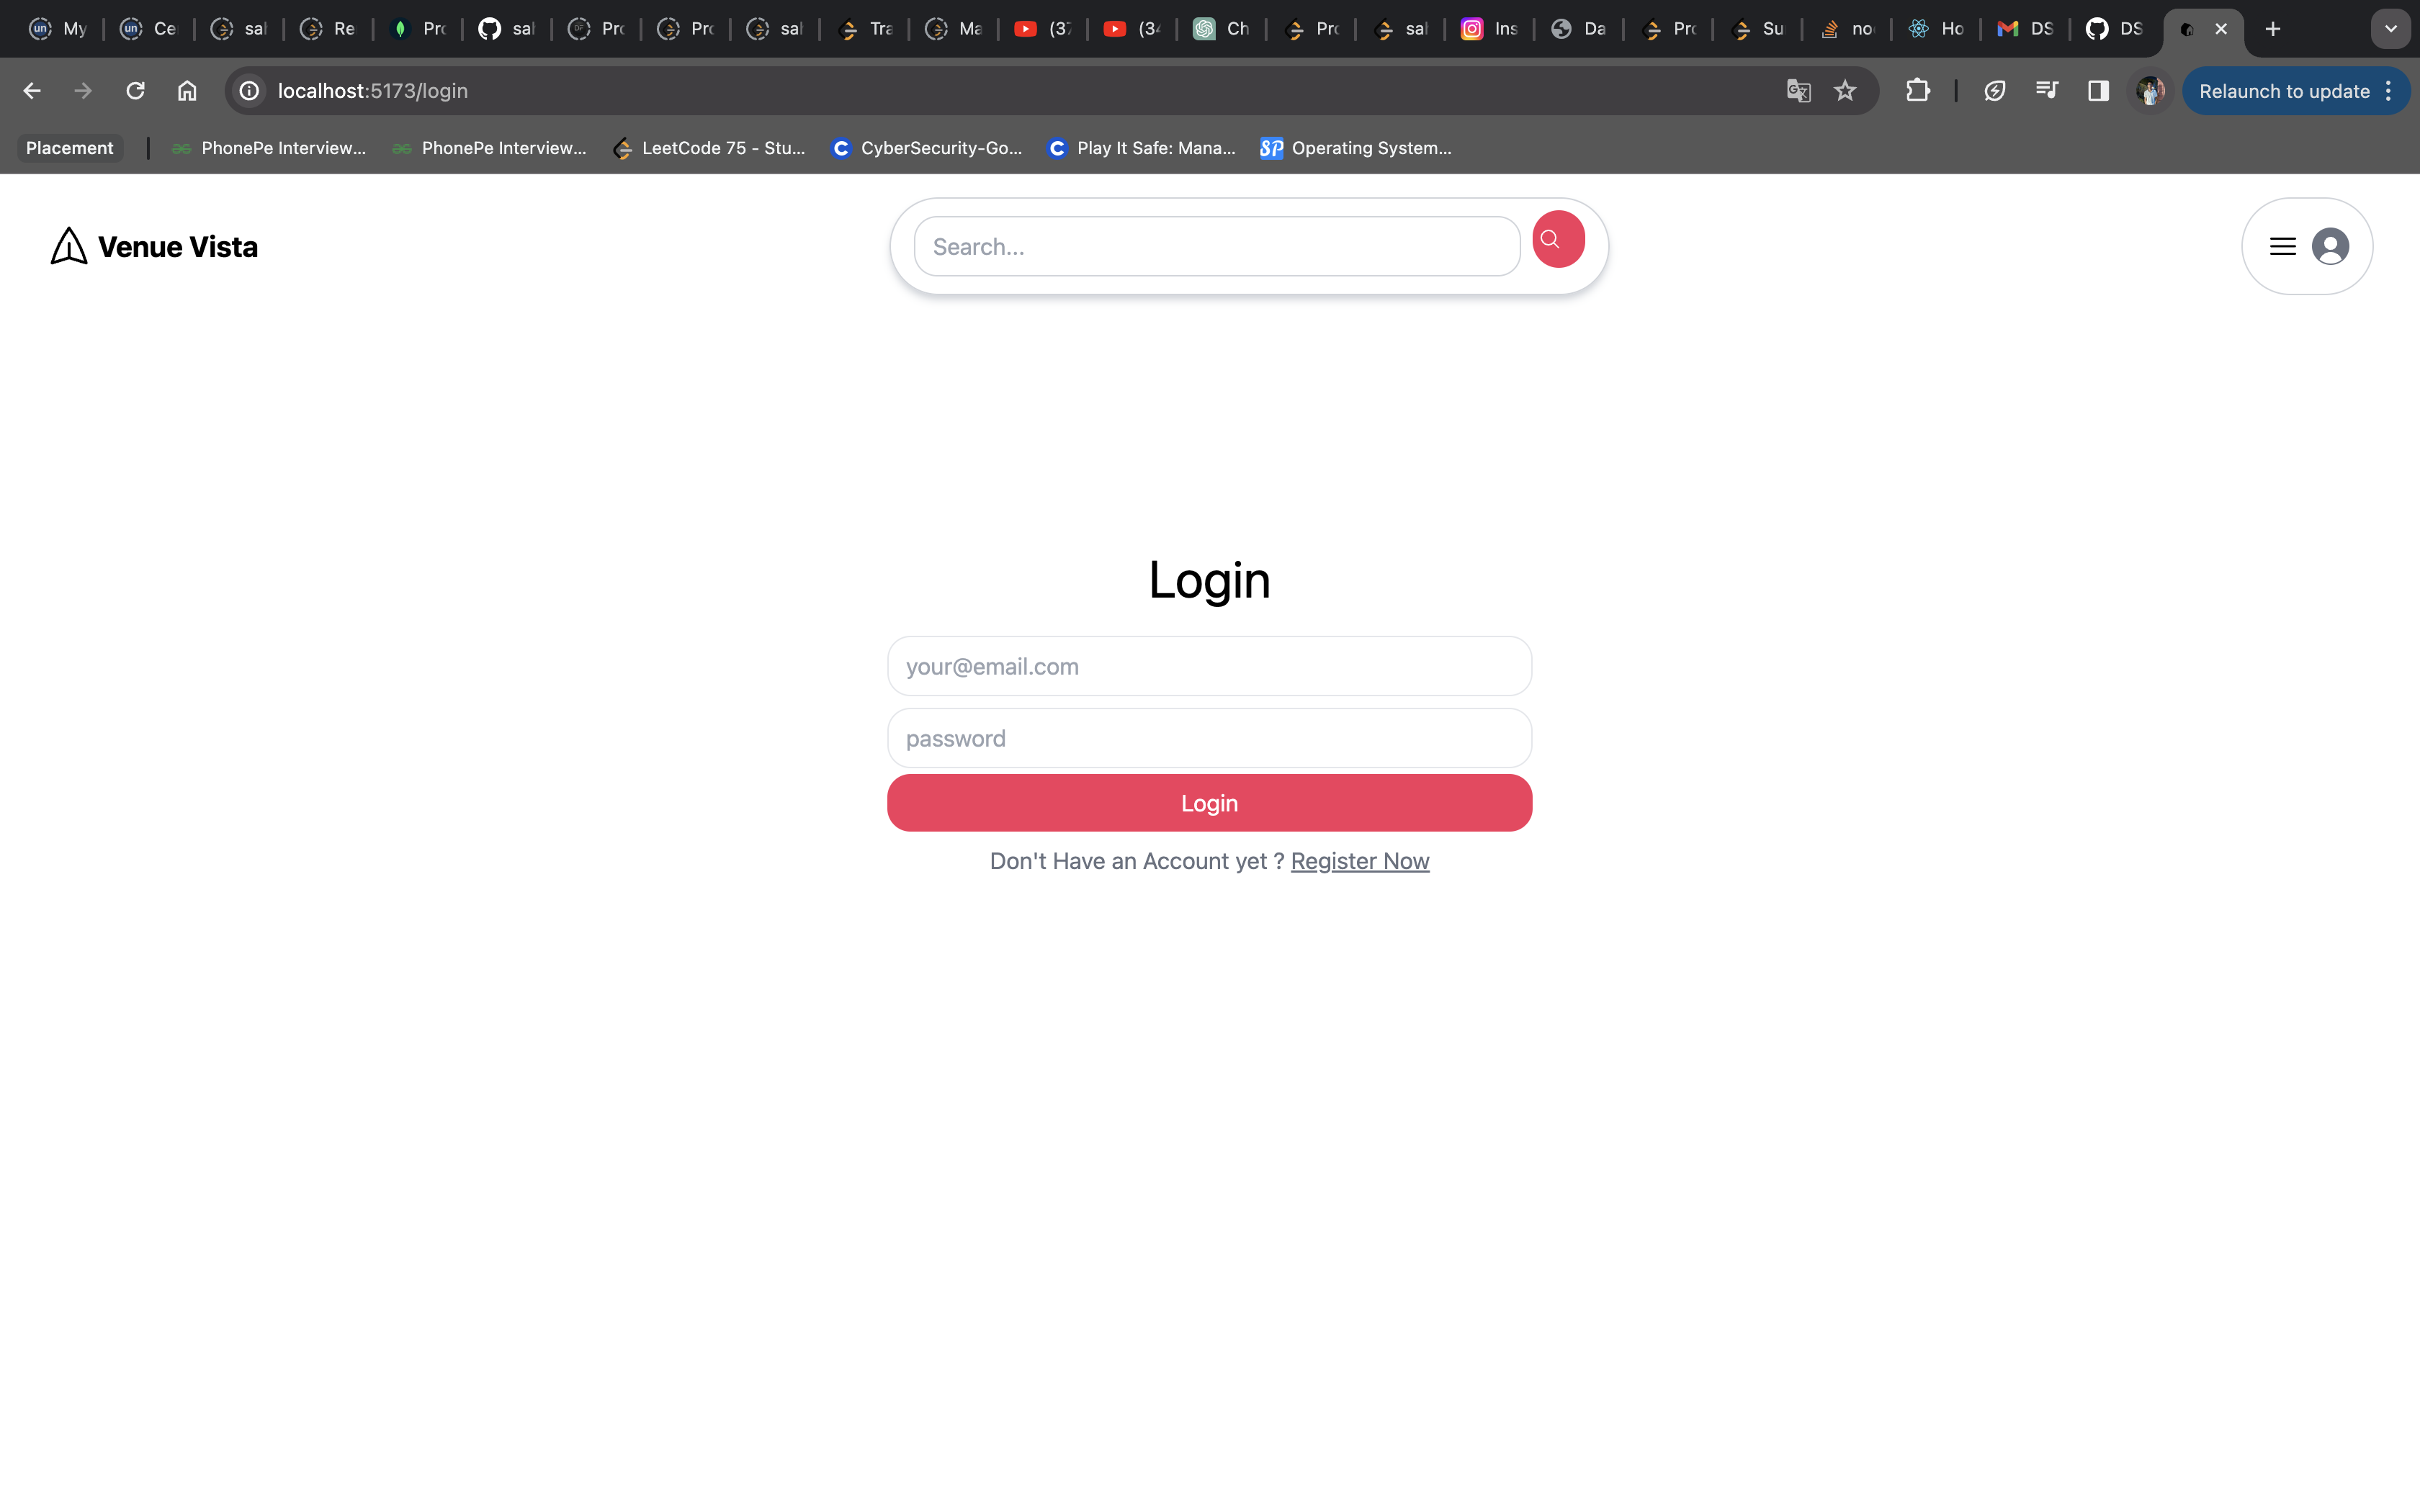 My Ce sal Re Pro sal Pro Pro sal Tra Ma (37 (34 Ch Pro sal Ins Da Pro Su no Ho DS DS
localhost:5173/login Relaunch to update
Placement PhonePe Interview... PhonePe Interview... LeetCode 75 - Stu... CyberSecurity-Go... Play It Safe: Mana... Operating System...
Venue Vista Search...
Login
your@email.com
password
Login
Don't Have an Account yet ? Register Now